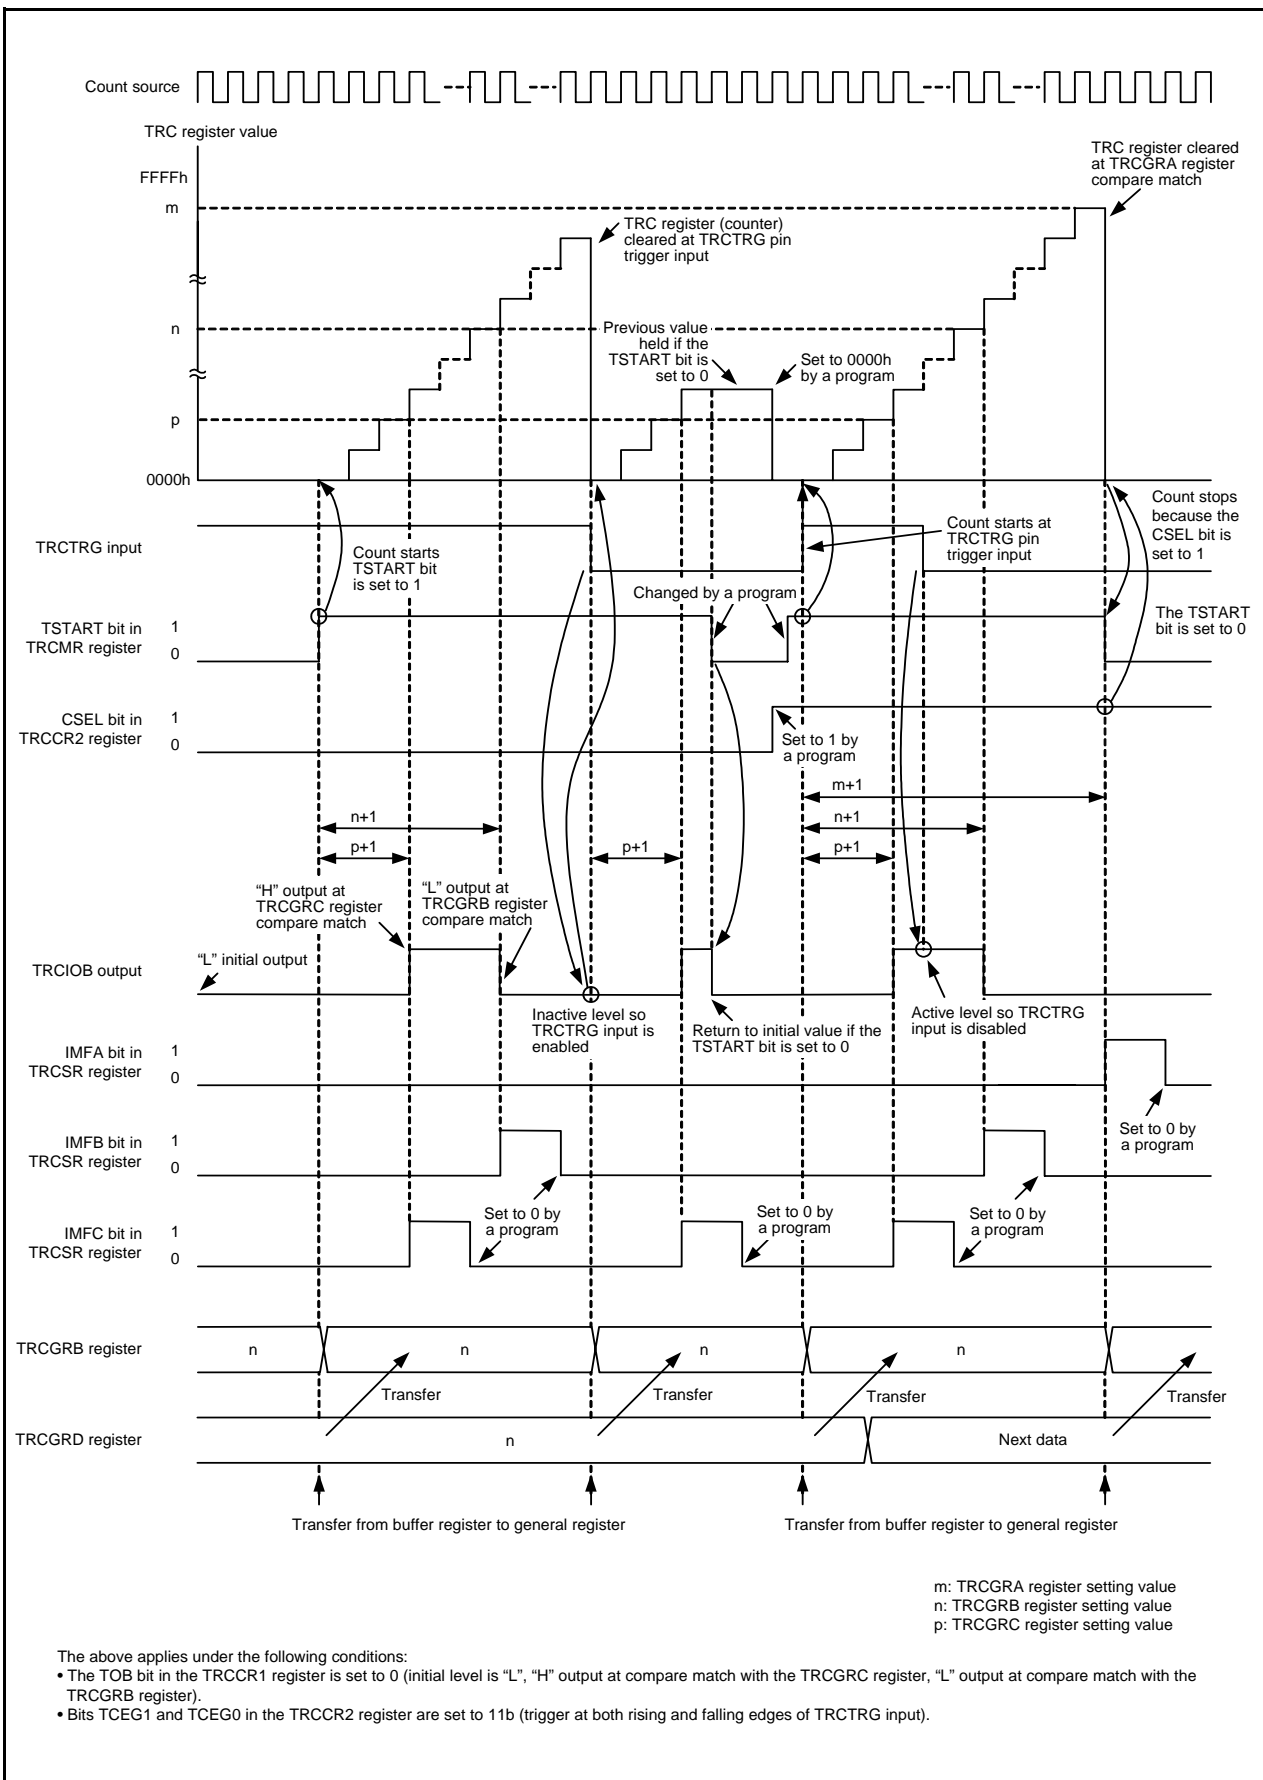 Count source
TRC register value
FFFFh
m
n
p
0000h
TRC register cleared
at TRCGRA register
compare match
TRC register (counter)
cleared at TRCTRG pin
trigger input
Previous value
held if the
TSTART bit is
set to 0
Set to 0000h
by a program
TRCTRG input
Count starts
TSTART bit
is set to 1
Count starts at
TRCTRG pin
trigger input
Count stops
because the
CSEL bit is
set to 1
Changed by a program
TSTART bit in
TRCMR register
1
0
The TSTART
bit is set to 0
CSEL bit in
TRCCR2 register
1
0
Set to 1 by
a program
m+1
n+1
n+1
p+1
p+1
p+1
“H” output at
TRCGRC register
compare match
“L” output at
TRCGRB register
compare match
TRCIOB output
“L” initial output
Inactive level so
TRCTRG input is
enabled
Return to initial value if the
TSTART bit is set to 0
Active level so TRCTRG
input is disabled
IMFA bit in
TRCSR register
1
0
Set to 0 by
a program
IMFB bit in
TRCSR register
1
0
Set to 0 by
a program
Set to 0 by
a program
Set to 0 by
a program
IMFC bit in
TRCSR register
1
0
TRCGRB register
n
n
n
n
Transfer
Transfer
Transfer
Transfer
TRCGRD register
n
Next data
Transfer from buffer register to general register
Transfer from buffer register to general register
m: TRCGRA register setting value
n: TRCGRB register setting value
p: TRCGRC register setting value
The above applies under the following conditions:
• The TOB bit in the TRCCR1 register is set to 0 (initial level is “L”, “H” output at compare match with the TRCGRC register, “L” output at compare match with the
TRCGRB register).
• Bits TCEG1 and TCEG0 in the TRCCR2 register are set to 11b (trigger at both rising and falling edges of TRCTRG input).